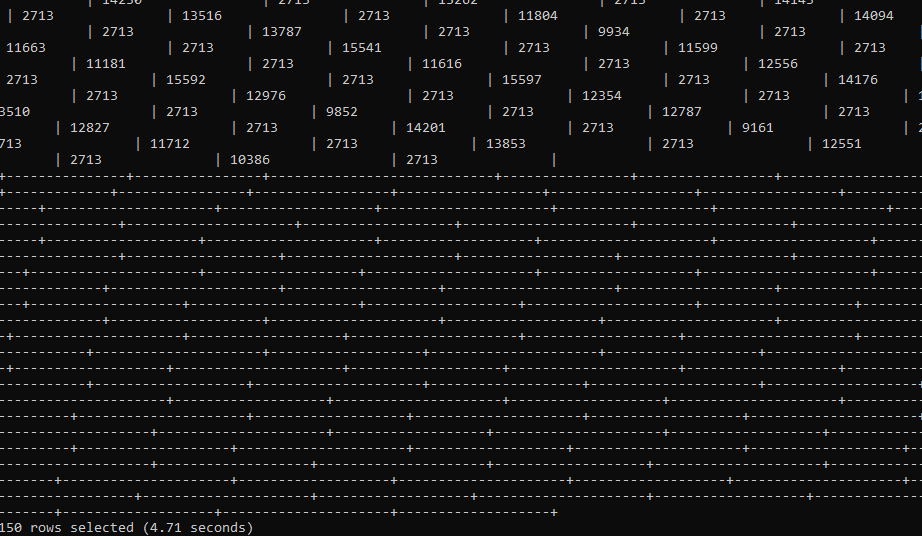 | 2713 | 13516 | 2713 | 11804 | 2713 | 14094
| 2713 | 13787 | 2713 | 9934 | 2713 |
11663 | 2713 | 15541 | 2713 | 11599 | 2713
| 11181 | 2713 | 11616 | 2713 | 12556
2713 | 15592 | 2713 | 15597 | 2713 | 14176
| 2713 | 12976 | 2713 | 12354 | 2713 |
3510 | 2713 | 9852 | 2713 | 12787 | 2713
| 12827 | 2713 | 14201 | 2713 | 9161 |
713 | 11712 | 2713 | 13853 | 2713 | 12551
| 2713 | 10386 | 2713 |
150 rows selected (4.71 seconds)